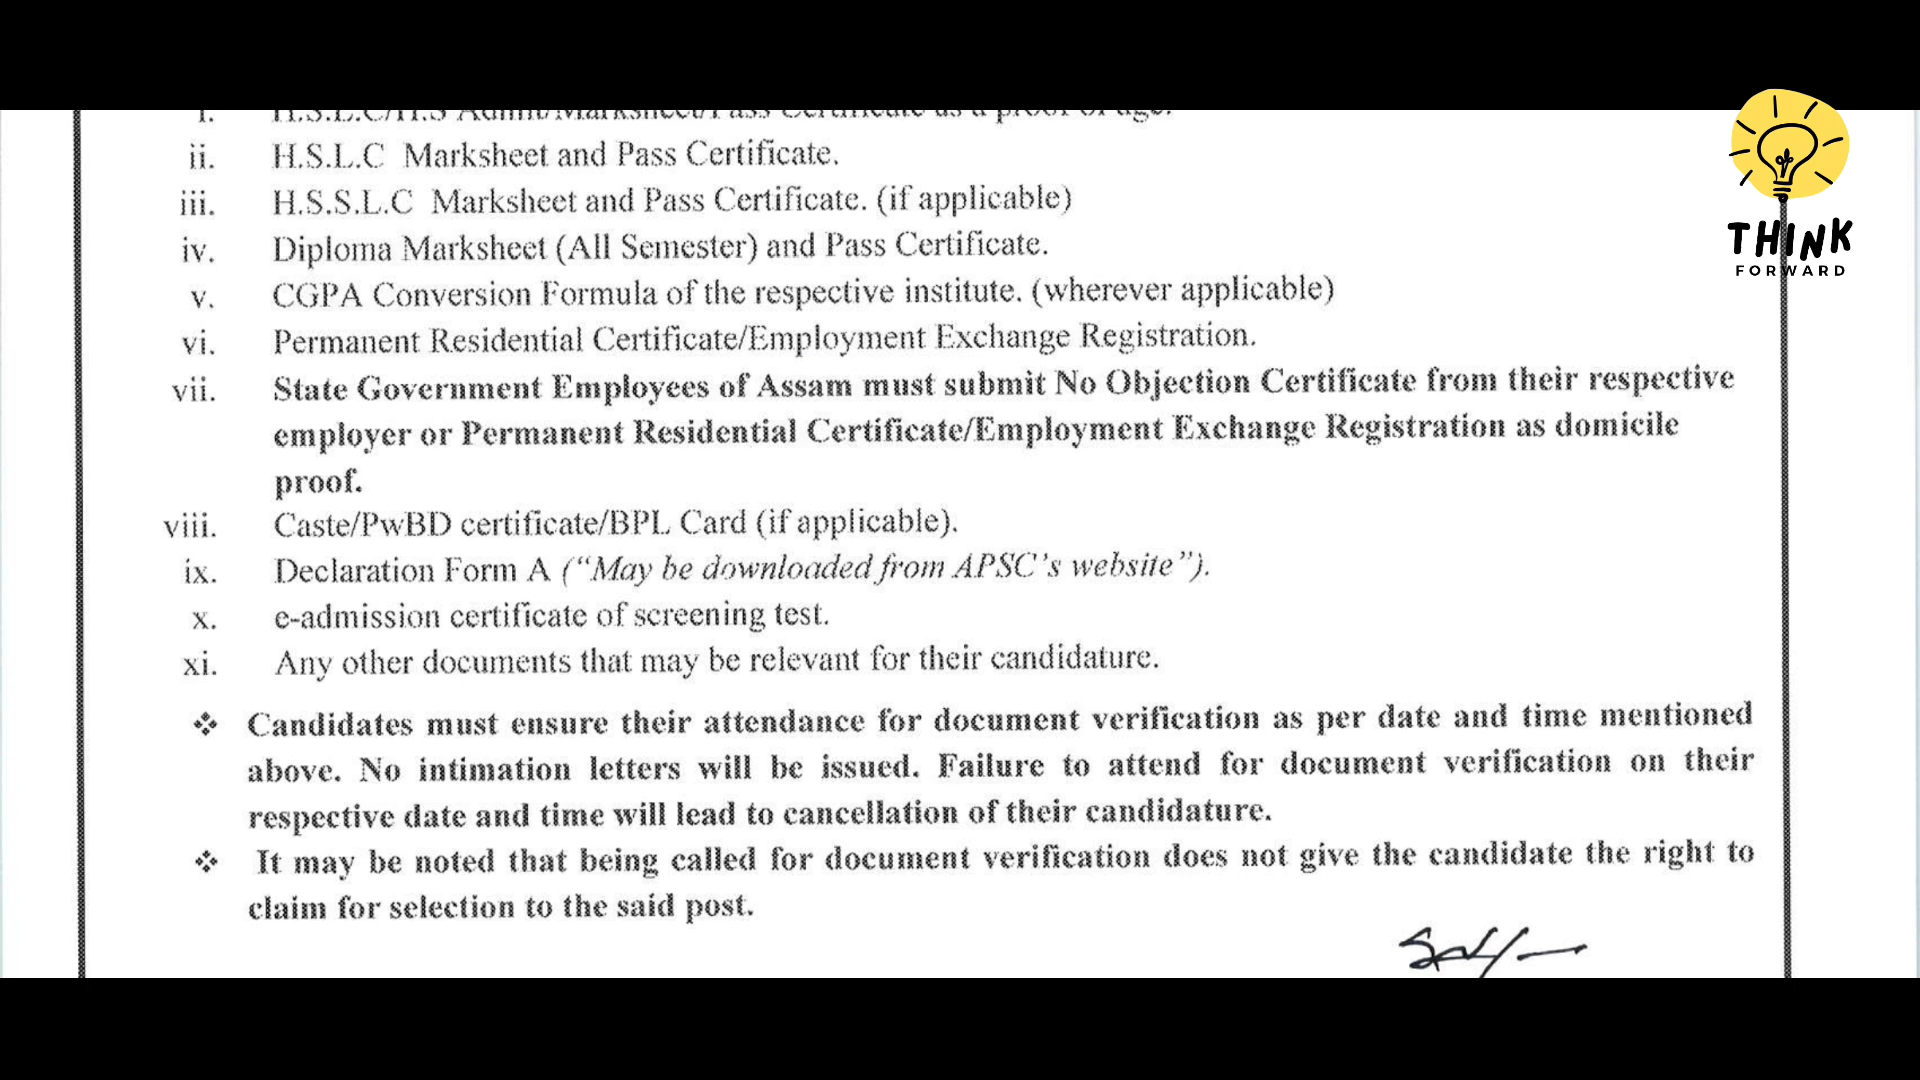 i. H.S.L.C/H.S Admit/Marksheet/Pass Certificate as a proof of age.
ii. H.S.L.C Marksheet and Pass Certificate.
iii. H.S.S.L.C Marksheet and Pass Certificate. (if applicable)
iv. Diploma Marksheet (All Semester) and Pass Certificate.
v. CGPA Conversion Formula of the respective institute. (wherever applicable)
vi. Permanent Residential Certificate/Employment Exchange Registration.
vii. State Government Employees of Assam must submit No Objection Certificate from their respective
employer or Permanent Residential Certificate/Employment Exchange Registration as domicile
proof.
viii. Caste/PwBD certificate/BPL Card (if applicable).
ix. Declaration Form A (“May be downloaded from APSC’s website”).
x. e-admission certificate of screening test.
xi. Any other documents that may be relevant for their candidature.
❖ Candidates must ensure their attendance for document verification as per date and time mentioned
above. No intimation letters will be issued. Failure to attend for document verification on their
respective date and time will lead to cancellation of their candidature.
❖ It may be noted that being called for document verification does not give the candidate the right to
claim for selection to the said post.
THINK
FORWARD